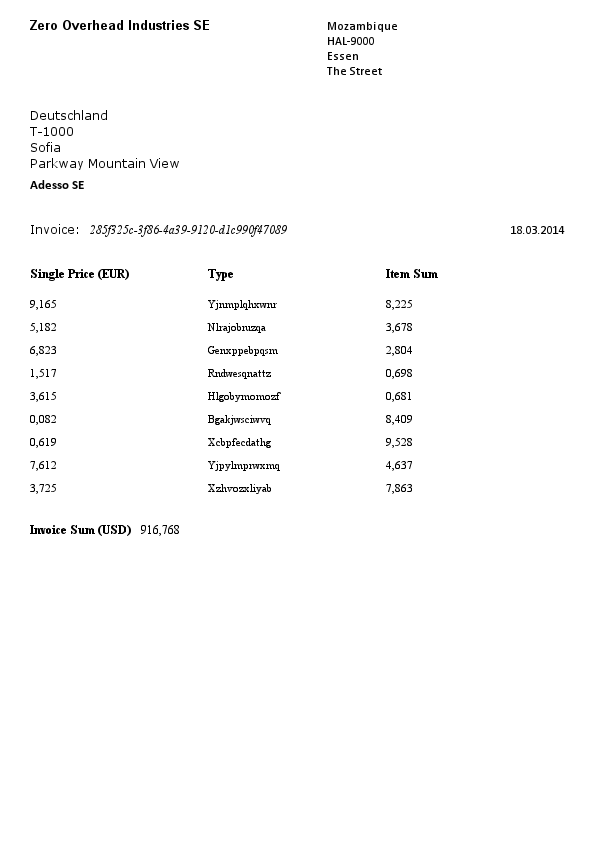 Zero Overhead Industries SE
Mozambique
HAL-9000
Essen
The Street
Deutschland
T-1000
Sofia
Parkway Mountain View
Adesso SE
Invoice: 285f325c-3f86-4a39-9120-d1c990f47089 18.03.2014
Single Price (EUR) Type Item Sum
9,165 Yjnmplqhxwnr 8,225
5,182 Nlrajobruzqa 3,678
6,823 Genxppebpqsm 2,804
1,517 Rndwesqnattz 0,698
3,615 Hlgobymomozf 0,681
0,082 Bgakjwsciwvq 8,409
0,619 Xcbpfecdathg 9,528
7,612 Yjpylmprwxmq 4,637
3,725 Xzhvozxliyab 7,863
Invoice Sum (USD) 916,768